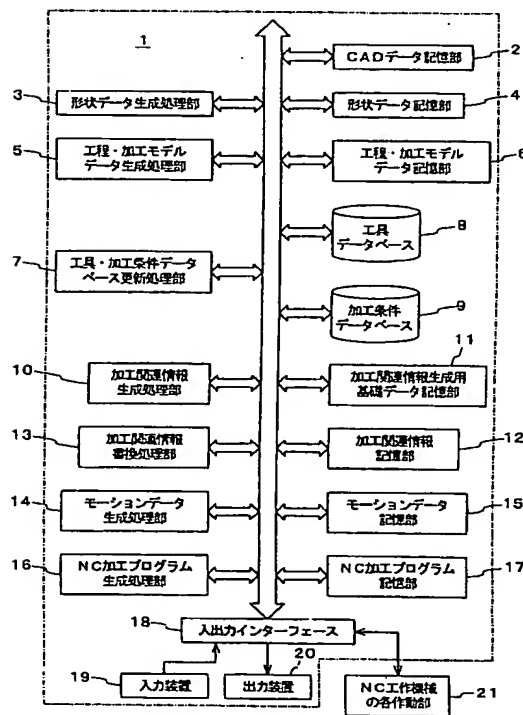 1
CADデータ記憶部
2
3
形状データ生成処理部
形状データ記憶部
4
5
工程・加工モデル
データ生成処理部
工程・加工モデル
データ記憶部
6
工具
データベース
8
7
工具・加工条件データ
ベース更新処理部
加工条件
データベース
9
10
加工関連情報
生成処理部
11
加工関連情報生成用
基礎データ記憶部
13
加工関連情報
書換処理部
加工関連情報
記憶部
12
14
モーションデータ
生成処理部
モーションデータ
記憶部
15
16
NC加工プログラム
生成処理部
NC加工プログラム
記憶部
17
18
入出力インターフェース
19
入力装置
20
出力装置
NC工作機械
の各作動部
21